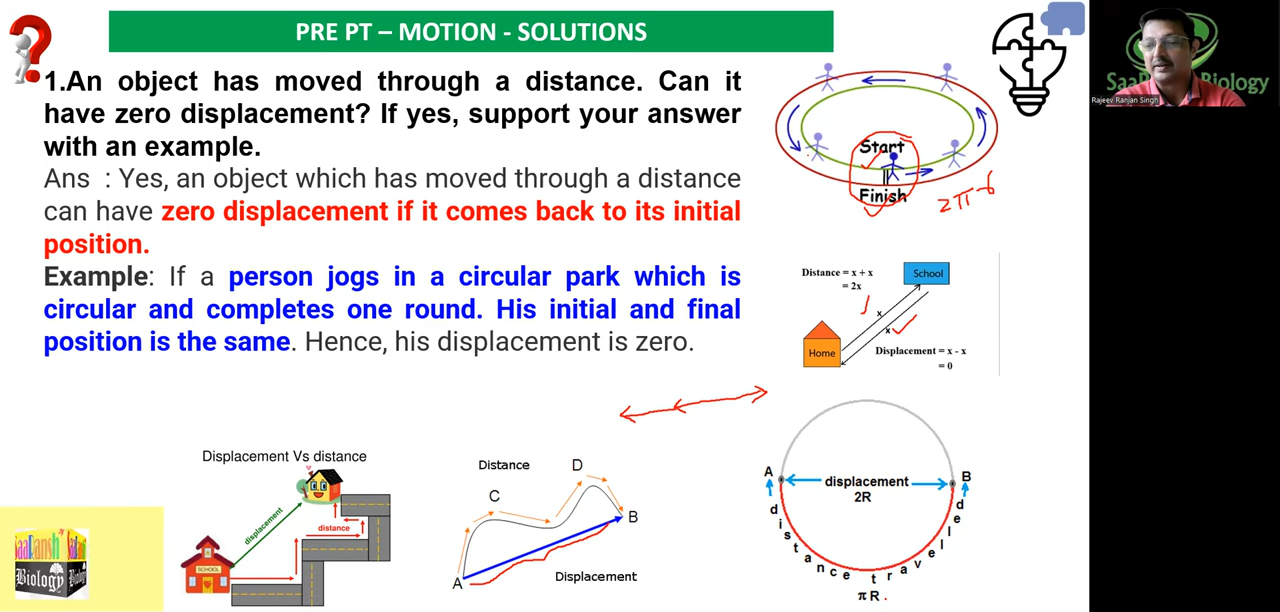 PRE PT – MOTION - SOLUTIONS
1.An object has moved through a distance. Can it
have zero displacement? If yes, support your answer
with an example.
Ans : Yes, an object which has moved through a distance
can have zero displacement if it comes back to its initial
position.
Example: If a person jogs in a circular park which is
circular and completes one round. His initial and final
position is the same. Hence, his displacement is zero.
Start
Finish
Distance = x + x
= 2x
School
x
x
Home
Displacement = x - x
= 0
Displacement Vs distance
displacement
distance
SCHOOL
Distance
D
C
B
A
Displacement
A
B
displacement
2R
distance travelled
πR
SaaRansh
Biology
Rajeev Ranjan Singh